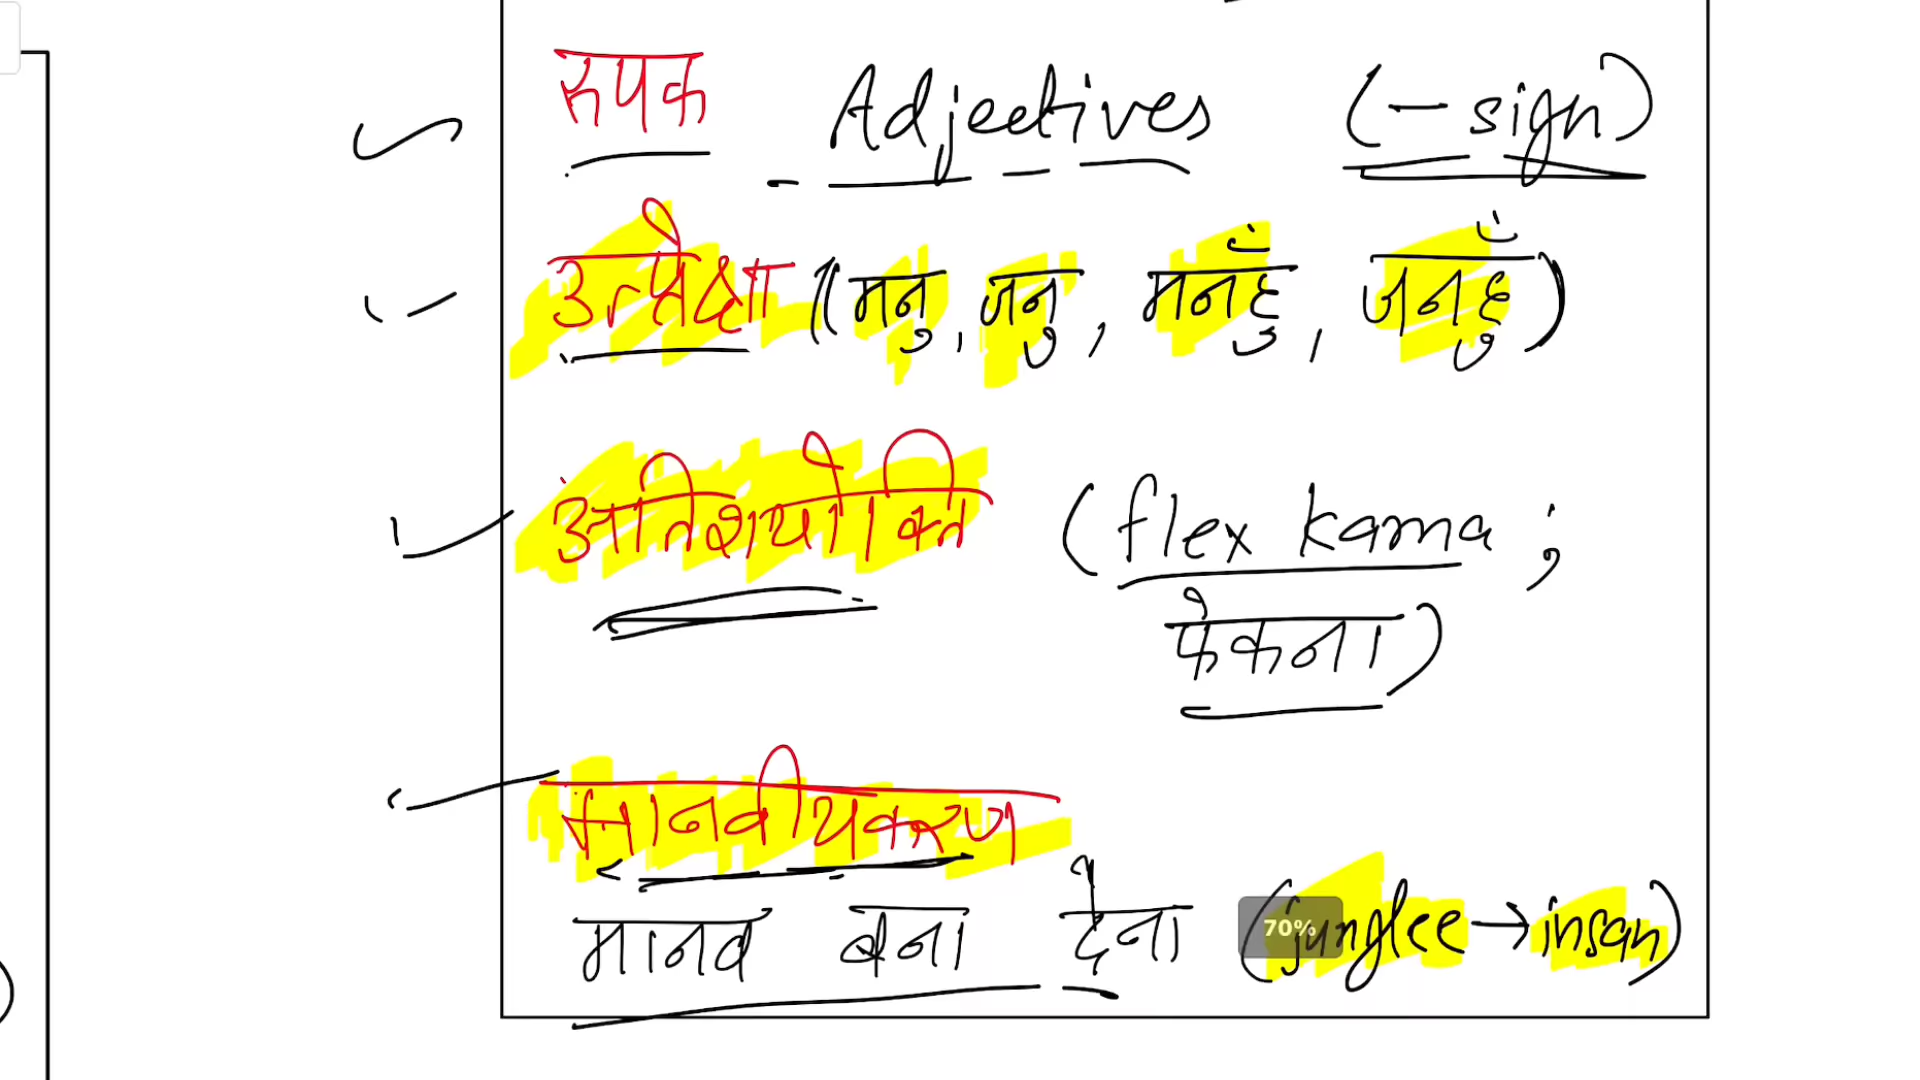 रूपक Adjectives (- sign)
उत्प्रेक्षा (मनु, जनु, मनहुँ, जनहुँ)
अतिशयोक्ति (flex karna ;
फेकना)
मानवीयकरण
मानव बना देना (junglee → insan)
70%